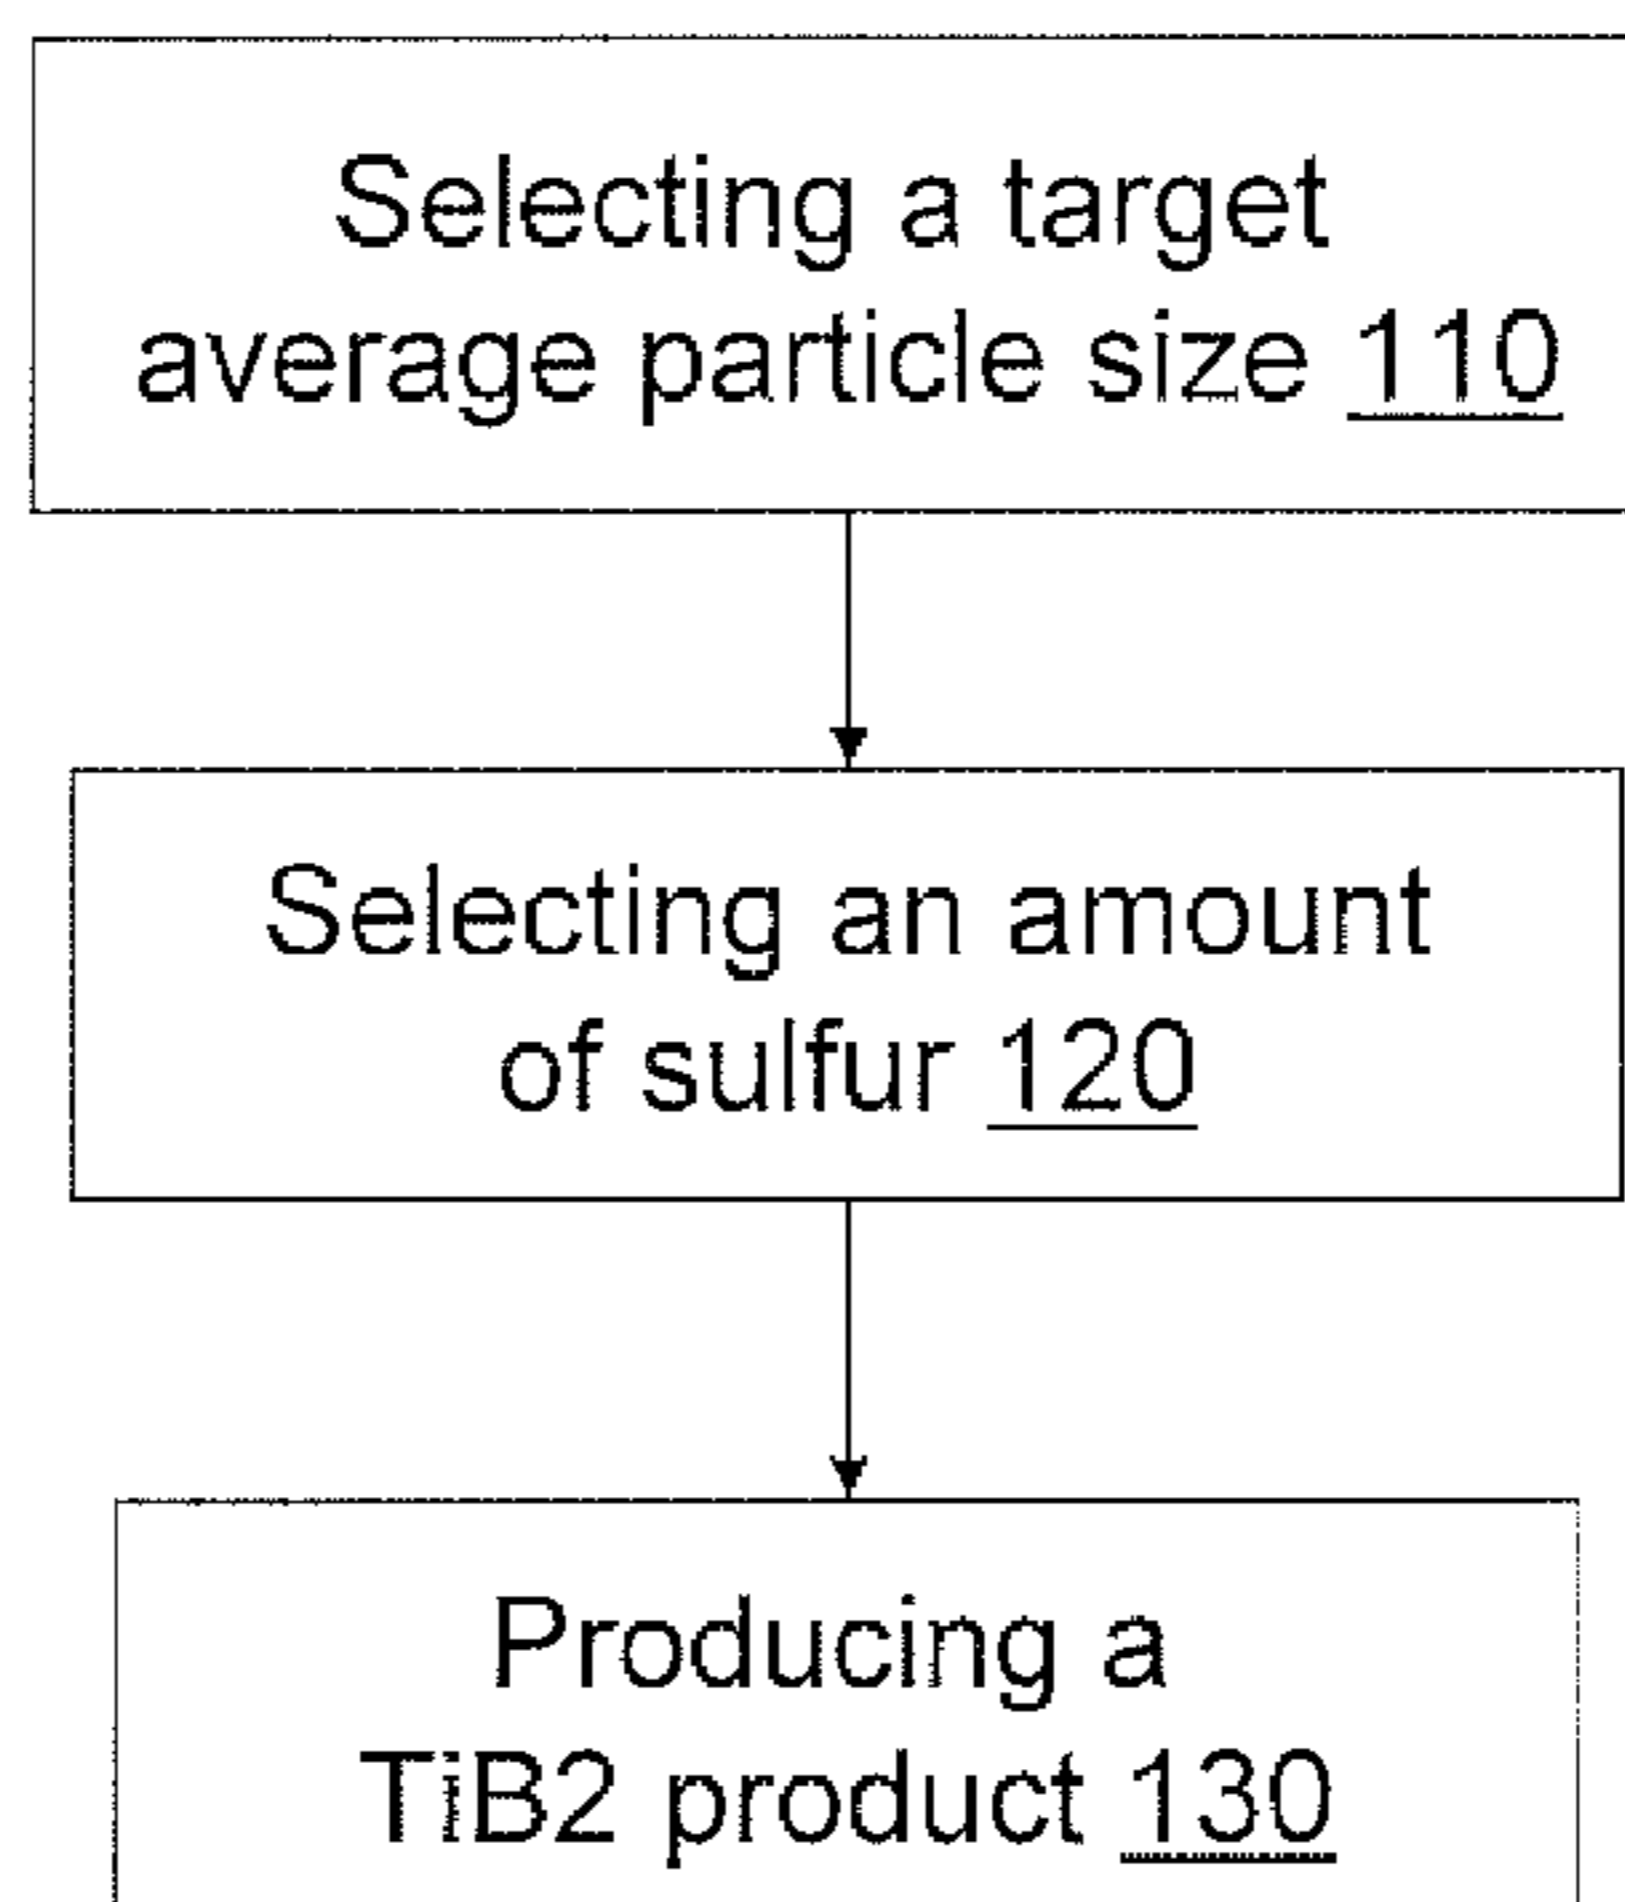 Selecting a target
average particle size 110
Selecting an amount
of sulfur 120
Producing a
TiB2 product 130